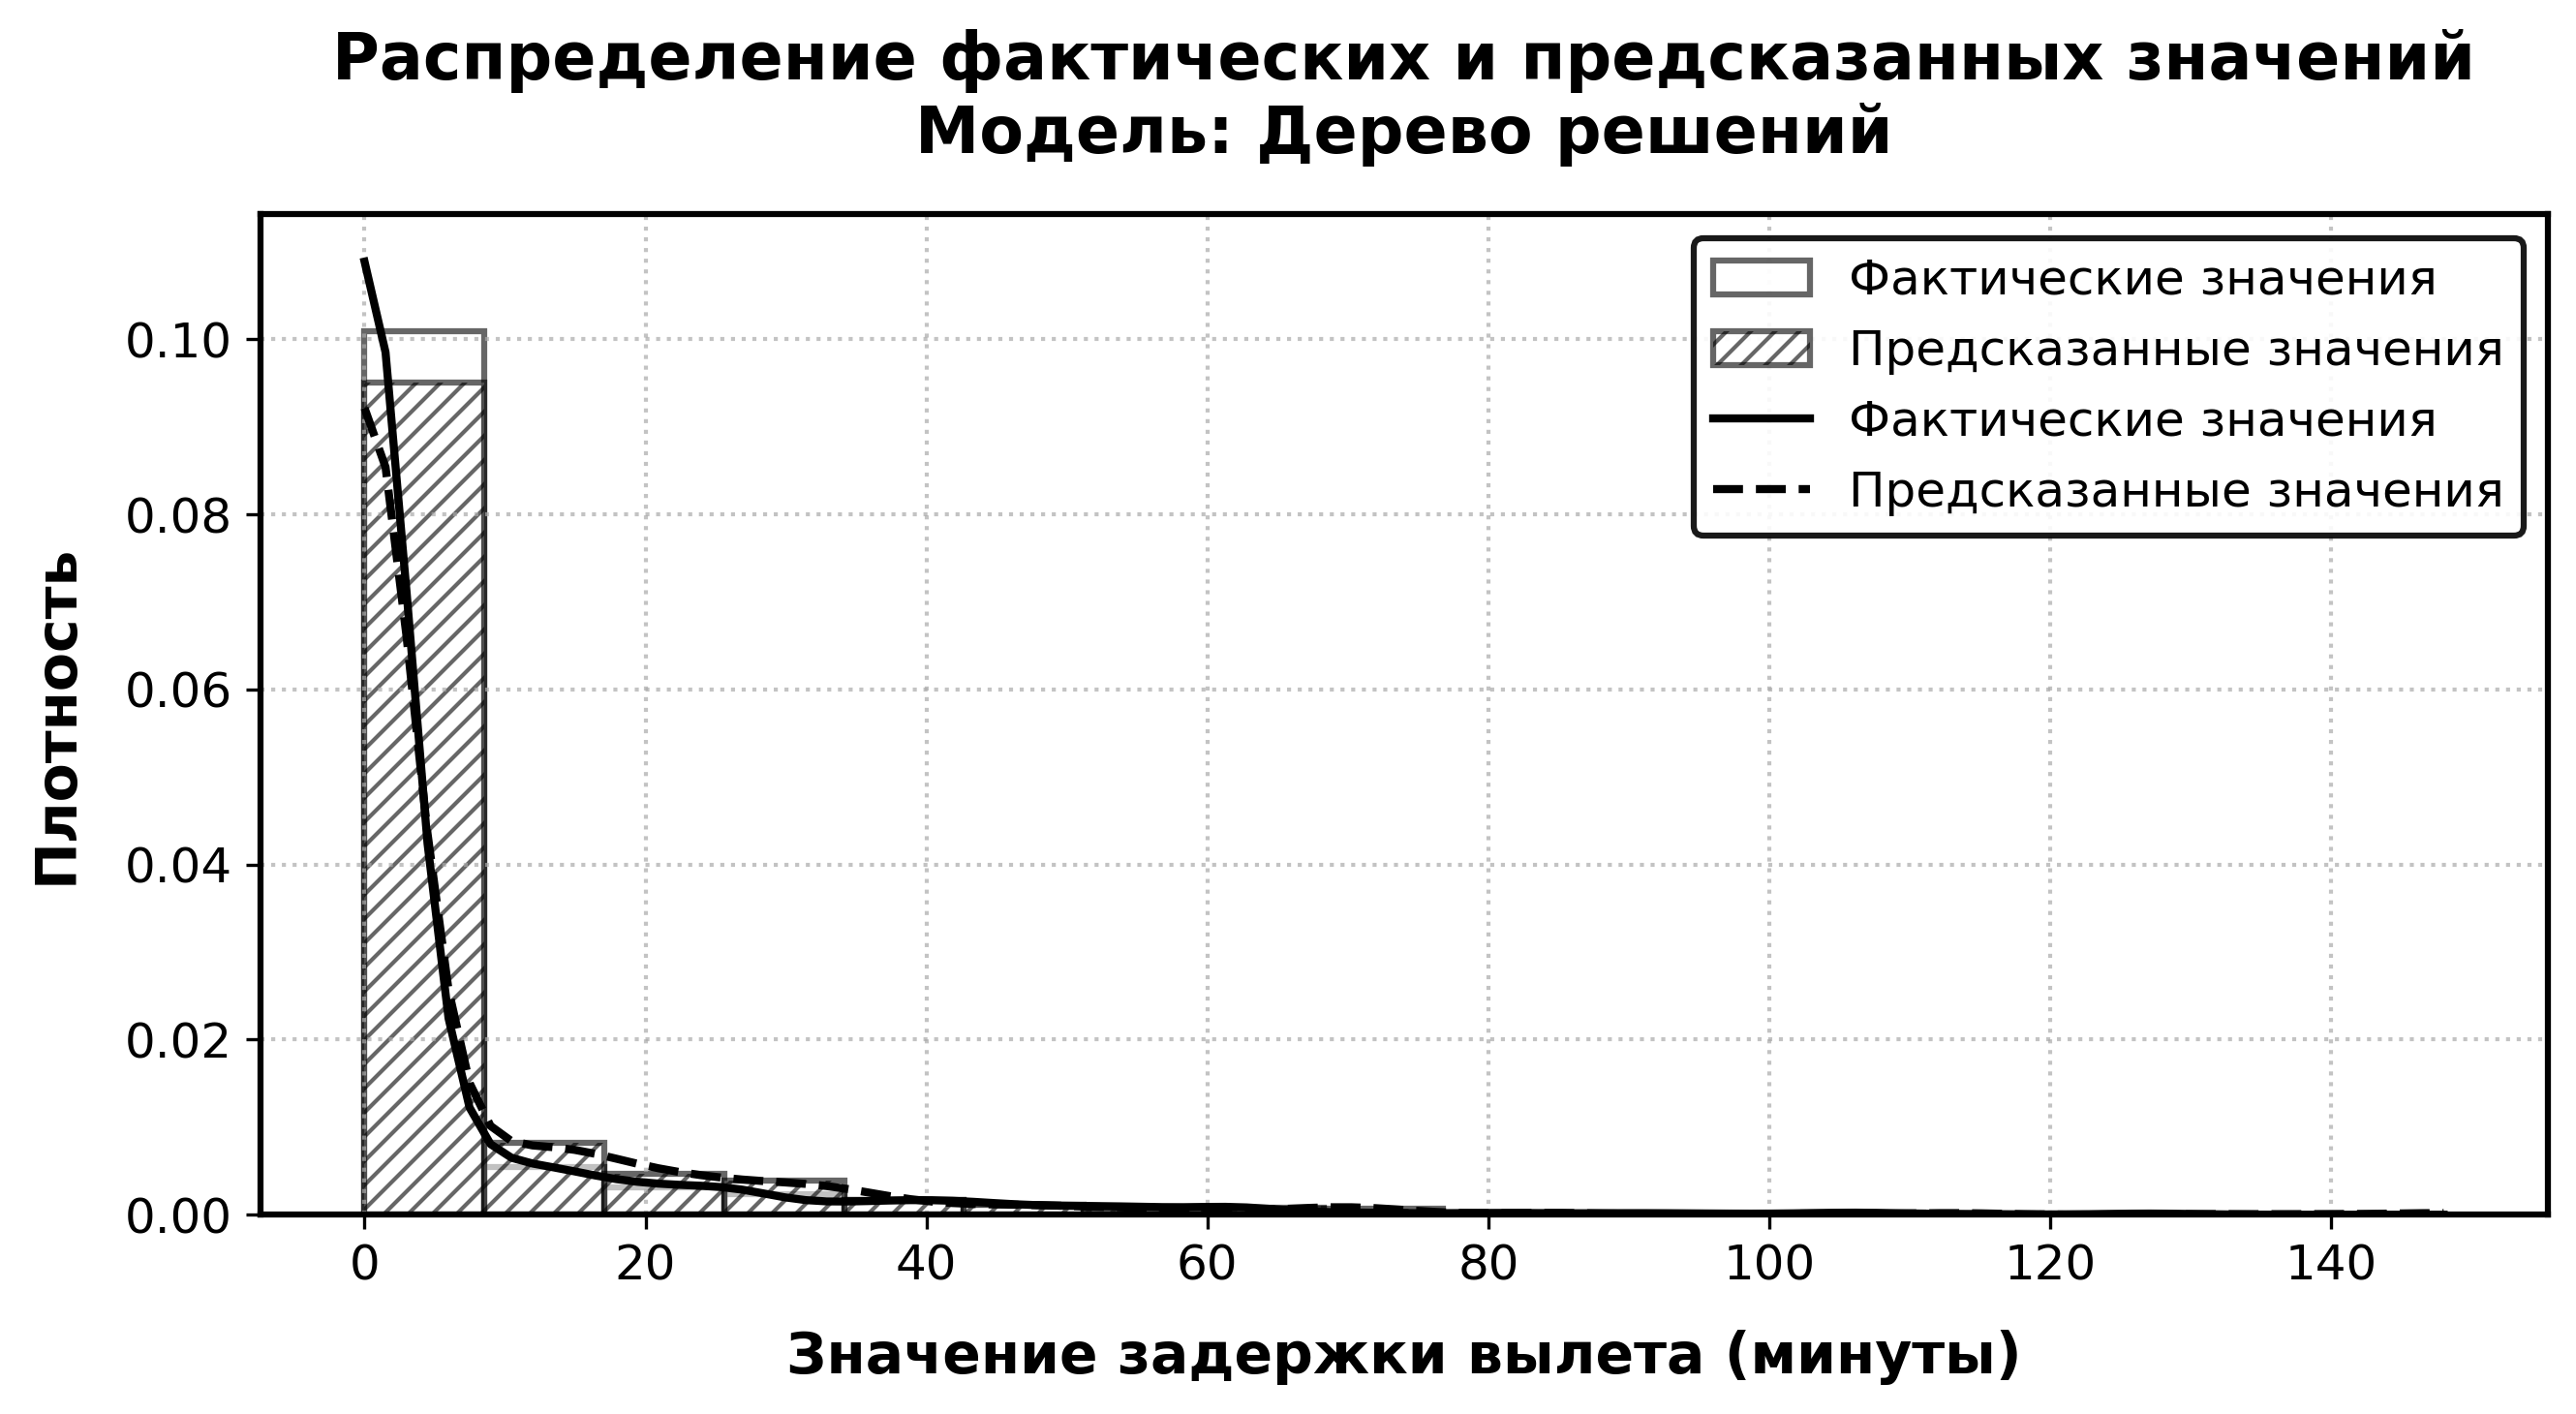 Распределение фактических и предсказанных значений
Модель: Дерево решений
Фактические значения
Предсказанные значения
Фактические значения
Предсказанные значения
Плотность
0.10
0.08
0.06
0.04
0.02
0.00
0 20 40 60 80 100 120 140
Значение задержки вылета (минуты)